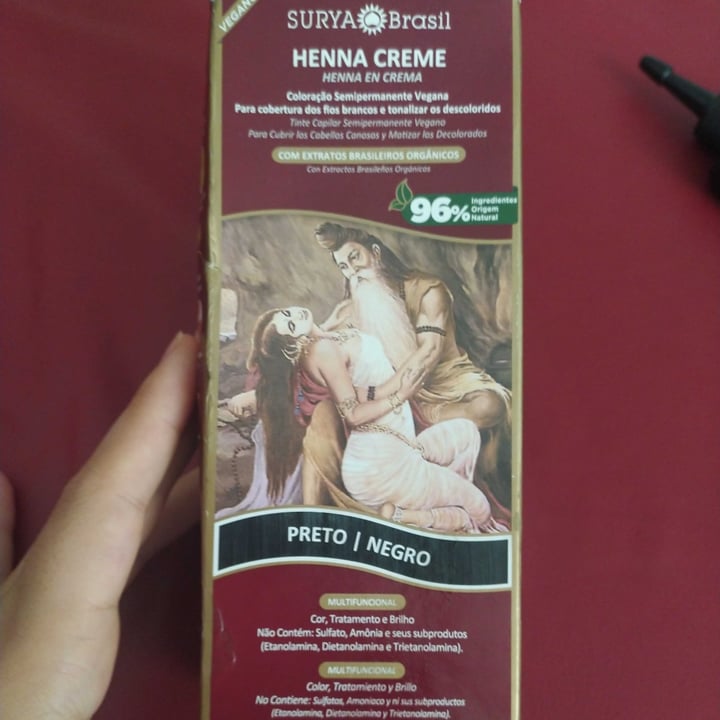 VEGANO
SURYA Brasil
HENNA CREME
HENNA EN CREMA
Coloração Semipermanente Vegana
Para cobertura dos fios brancos e tonalizar os descoloridos
Tinte Capilar Semipermanente Vegano
Para Cubrir los Cabellos Canosos y Matizar los Decolorados
COM EXTRATOS BRASILEIROS ORGÂNICOS
Con Extractos Brasileños Orgánicos
96% Ingredientes
Origem
Natural
PRETO | NEGRO
MULTIFUNCIONAL
Cor, Tratamento e Brilho
Não Contém: Sulfato, Amônia e seus subprodutos
(Etanolamina, Dietanolamina e Trietanolamina).
MULTIFUNCIONAL
Color, Tratamiento y Brillo
No Contiene: Sulfatos, Amoniaco y ni sus subproductos
(Etanolamina, Dietanolamina y Trietanolamina).